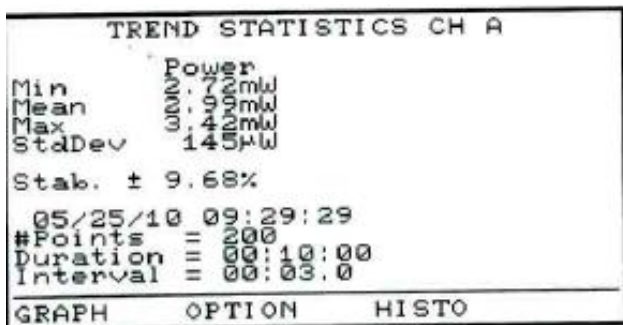 TREND STATISTICS CH A
Power
Min 2.72mW
Mean 2.99mW
Max 3.42mW
StdDev 145µW
Stab. ± 9.68%
05/25/10 09:29:29
#Points = 200
Duration = 00:10:00
Interval = 00:03.0
GRAPH OPTION HISTO